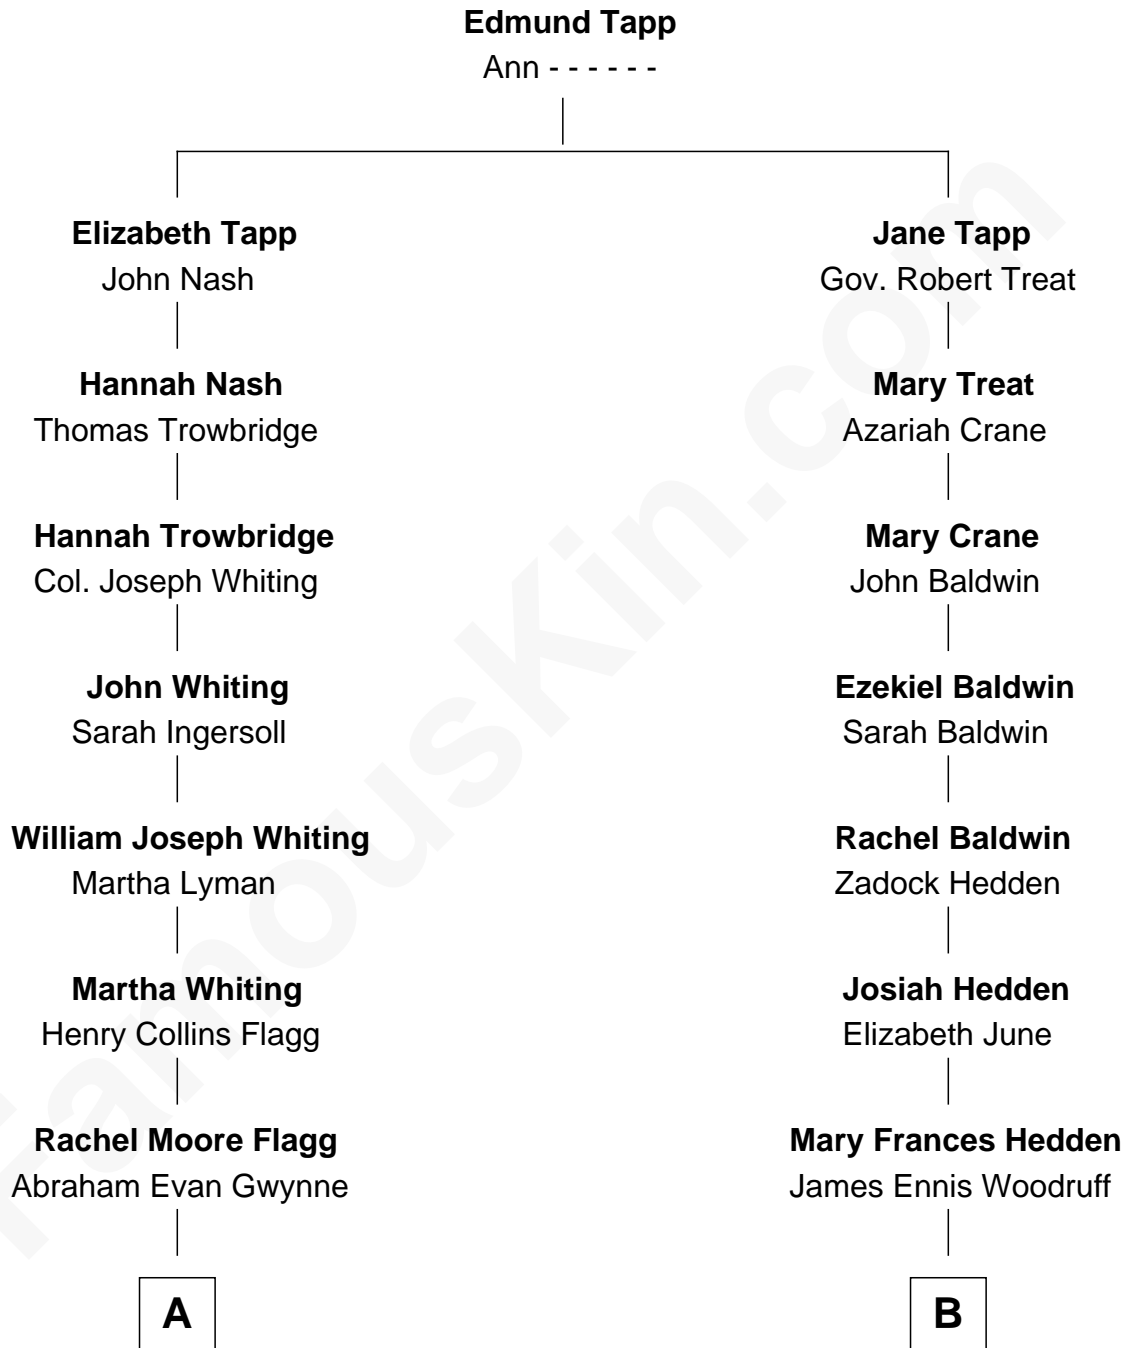 Edmund Tapp
Ann - - - - - -
Elizabeth Tapp
John Nash
Jane Tapp
Gov. Robert Treat
Hannah Nash
Thomas Trowbridge
Mary Treat
Azariah Crane
Hannah Trowbridge
Col. Joseph Whiting
Mary Crane
John Baldwin
John Whiting
Sarah Ingersoll
Ezekiel Baldwin
Sarah Baldwin
William Joseph Whiting
Martha Lyman
Rachel Baldwin
Zadock Hedden
Martha Whiting
Henry Collins Flagg
Josiah Hedden
Elizabeth June
Rachel Moore Flagg
Abraham Evan Gwynne
Mary Frances Hedden
James Ennis Woodruff
A
B
FamousKin.com